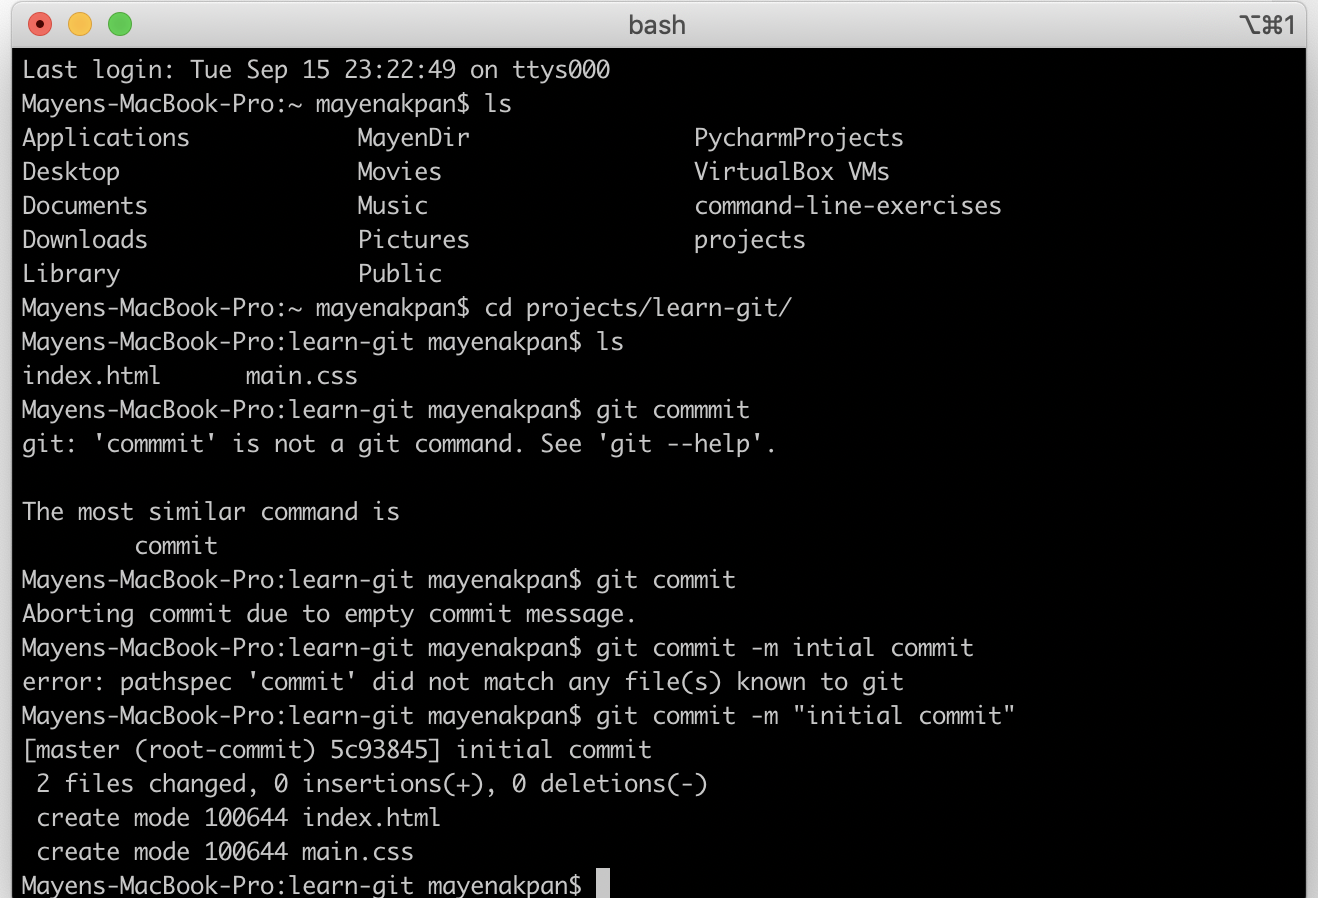 bash
⌥⌘1
Last login: Tue Sep 15 23:22:49 on ttys000
Mayens-MacBook-Pro:~ mayenakpan$ ls
Applications            MayenDir                PycharmProjects
Desktop                 Movies                  VirtualBox VMs
Documents               Music                   command-line-exercises
Downloads               Pictures                projects
Library                 Public
Mayens-MacBook-Pro:~ mayenakpan$ cd projects/learn-git/
Mayens-MacBook-Pro:learn-git mayenakpan$ ls
index.html      main.css
Mayens-MacBook-Pro:learn-git mayenakpan$ git commmit
git: 'commmit' is not a git command. See 'git --help'.

The most similar command is
        commit
Mayens-MacBook-Pro:learn-git mayenakpan$ git commit
Aborting commit due to empty commit message.
Mayens-MacBook-Pro:learn-git mayenakpan$ git commit -m intial commit
error: pathspec 'commit' did not match any file(s) known to git
Mayens-MacBook-Pro:learn-git mayenakpan$ git commit -m "initial commit"
[master (root-commit) 5c93845] initial commit
 2 files changed, 0 insertions(+), 0 deletions(-)
 create mode 100644 index.html
 create mode 100644 main.css
Mayens-MacBook-Pro:learn-git mayenakpan$